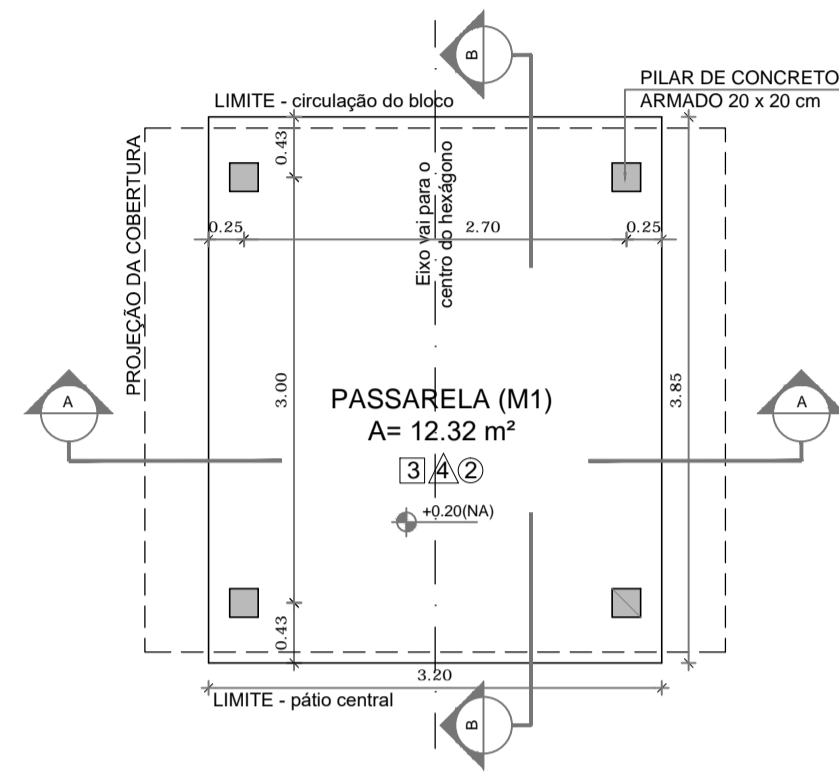 B
PILAR DE CONCRETO
ARMADO 20 x 20 cm
LIMITE - circulação do bloco
PROJEÇÃO DA COBERTURA
0.43
Eixo vai para o
centro do hexágono
0.25
2.70
0.25
3.00
3.85
A
PASSARELA (M1)
A
A= 12.32 m²
3 4 2
+0.20(NA)
0.43
3.20
LIMITE - pátio central
B